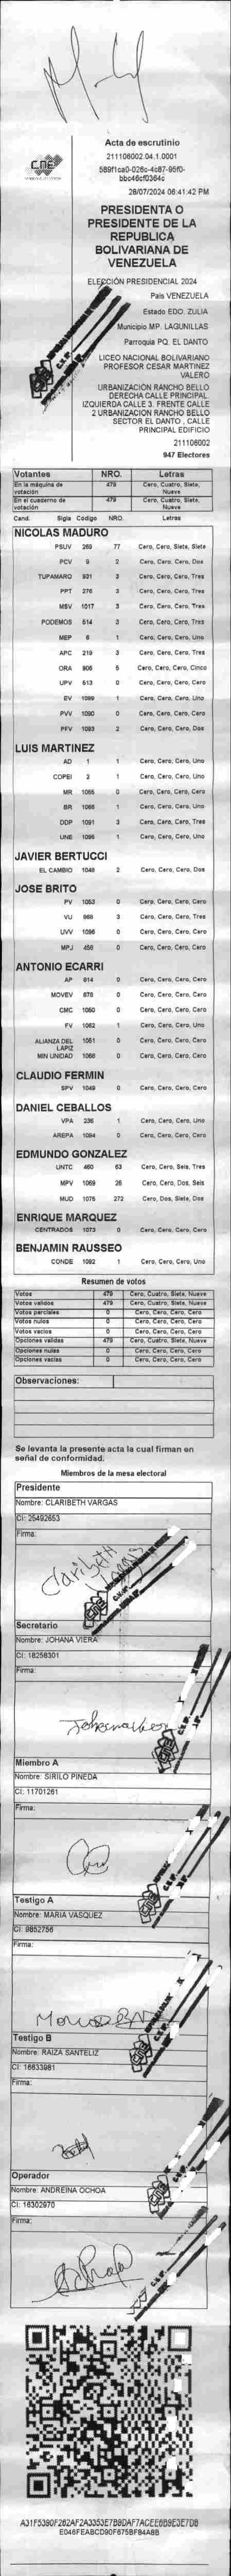 Acta de escrutinio
211106002.04.1.0001
28/07/2024 06:41:42 PM
PRESIDENTA O
PRESIDENTE DE LA
REPUBLICA
BOLIVARIANA DE
VENEZUELA
ELECCIÓN PRESIDENCIAL 2024
País VENEZUELA
Estado EDO. ZULIA
Municipio MP. LAGUNILLAS
Parroquia PQ. EL DANTO
LICEO NACIONAL BOLIVARIANO
PROFESOR CESAR MARTINEZ
VALERO
URBANIZACIÓN RANCHO BELLO
DERECHA CALLE PRINCIPAL.
IZQUIERDA CALLE 3. FRENTE CALLE
2 URBANIZACIÓN RANCHO BELLO
SECTOR EL DANTO , CALLE
PRINCIPAL EDIFICIO
211106002
947 Electores
Votantes NRO. Letras
En la máquina de votación 479 Cero, Cuatro, Siete, Nueve
En el cuaderno de votación 479 Cero, Cuatro, Siete, Nueve
Cand. Sigla Código NRO. Letras
NICOLAS MADURO
PSUV 269 77 Cero, Cero, Siete, Siete
PCV 9 2 Cero, Cero, Cero, Dos
TUPAMARO 931 3 Cero, Cero, Cero, Tres
PPT 276 3 Cero, Cero, Cero, Tres
MSV 1017 3 Cero, Cero, Cero, Tres
PODEMOS 514 3 Cero, Cero, Cero, Tres
MEP 6 1 Cero, Cero, Cero, Uno
APC 219 3 Cero, Cero, Cero, Tres
ORA 906 5 Cero, Cero, Cero, Cinco
UPV 513 0 Cero, Cero, Cero, Cero
EV 1089 1 Cero, Cero, Cero, Uno
PVV 1090 0 Cero, Cero, Cero, Cero
PFV 1093 2 Cero, Cero, Cero, Dos
LUIS MARTINEZ
AD 1 1 Cero, Cero, Cero, Uno
COPEI 2 1 Cero, Cero, Cero, Uno
MR 1065 0 Cero, Cero, Cero, Cero
BR 1066 1 Cero, Cero, Cero, Uno
DDP 1091 3 Cero, Cero, Cero, Tres
UNE 1096 1 Cero, Cero, Cero, Uno
JAVIER BERTUCCI
EL CAMBIO 1048 2 Cero, Cero, Cero, Dos
JOSE BRITO
PV 1053 0 Cero, Cero, Cero, Cero
VU 968 3 Cero, Cero, Cero, Tres
UVV 0 Cero, Cero, Cero, Cero
MPJ 456 0 Cero, Cero, Cero, Cero
ANTONIO ECARRI
AP 914 0 Cero, Cero, Cero, Cero
MOVEV 878 0 Cero, Cero, Cero, Cero
CMC 1060 0 Cero, Cero, Cero, Cero
FV 1062 1 Cero, Cero, Cero, Uno
ALIANZA DEL LAPIZ 1051 0 Cero, Cero, Cero, Cero
MIN UNIDAD 1068 0 Cero, Cero, Cero, Cero
CLAUDIO FERMIN
SPV 1049 0 Cero, Cero, Cero, Cero
DANIEL CEBALLOS
VPA 236 1 Cero, Cero, Cero, Uno
AREPA 1094 0 Cero, Cero, Cero, Cero
EDMUNDO GONZALEZ
UNTC 460 63 Cero, Cero, Seis, Tres
MPV 1069 26 Cero, Cero, Dos, Seis
MUD 1076 272 Cero, Dos, Siete, Dos
ENRIQUE MARQUEZ
CENTRADOS 1073 0 Cero, Cero, Cero, Cero
BENJAMIN RAUSSEO
CONDE 1092 1 Cero, Cero, Cero, Uno
Resumen de votos
Votos 479 Cero, Cuatro, Siete, Nueve
Votos validos 479 Cero, Cuatro, Siete, Nueve
Votos parciales 0 Cero, Cero, Cero, Cero
Votos nulos 0 Cero, Cero, Cero, Cero
Votos vacios 0 Cero, Cero, Cero, Cero
Opciones validas 479 Cero, Cuatro, Siete, Nueve
Opciones nulas 0 Cero, Cero, Cero, Cero
Opciones vacias 0 Cero, Cero, Cero, Cero
Observaciones:
Se levanta la presente acta la cual firman en
señal de conformidad.
Miembros de la mesa electoral
Presidente
Nombre: CLARIBETH VARGAS
CI: 25492653
Firma:
Claribeth
Vargas
Secretario
Nombre: JOHANA VIERA
CI: 18258301
Firma:
Miembro A
Nombre: SIRILO PINEDA
CI: 11701261
Firma:
Testigo A
Nombre: MARIA VASQUEZ
CI: 9852756
Firma:
Testigo B
Nombre: RAIZA SANTELIZ
CI: 16633981
Firma:
Operador
Nombre: ANDREINA OCHOA
CI: 16302970
Firma: